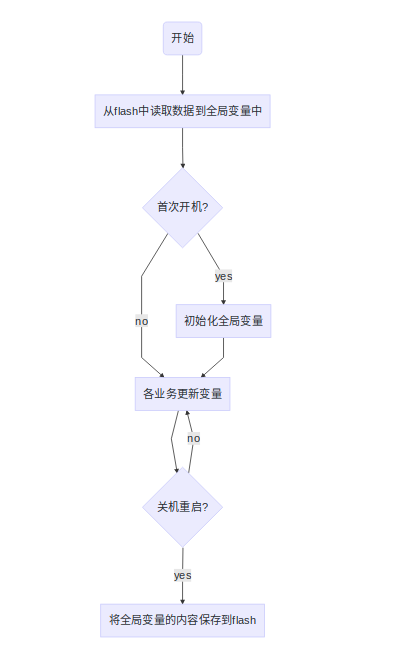 开始
从flash中读取数据到全局变量中
首次开机?
yes
初始化全局变量
no
各业务更新变量
no
关机重启?
yes
将全局变量的内容保存到flash